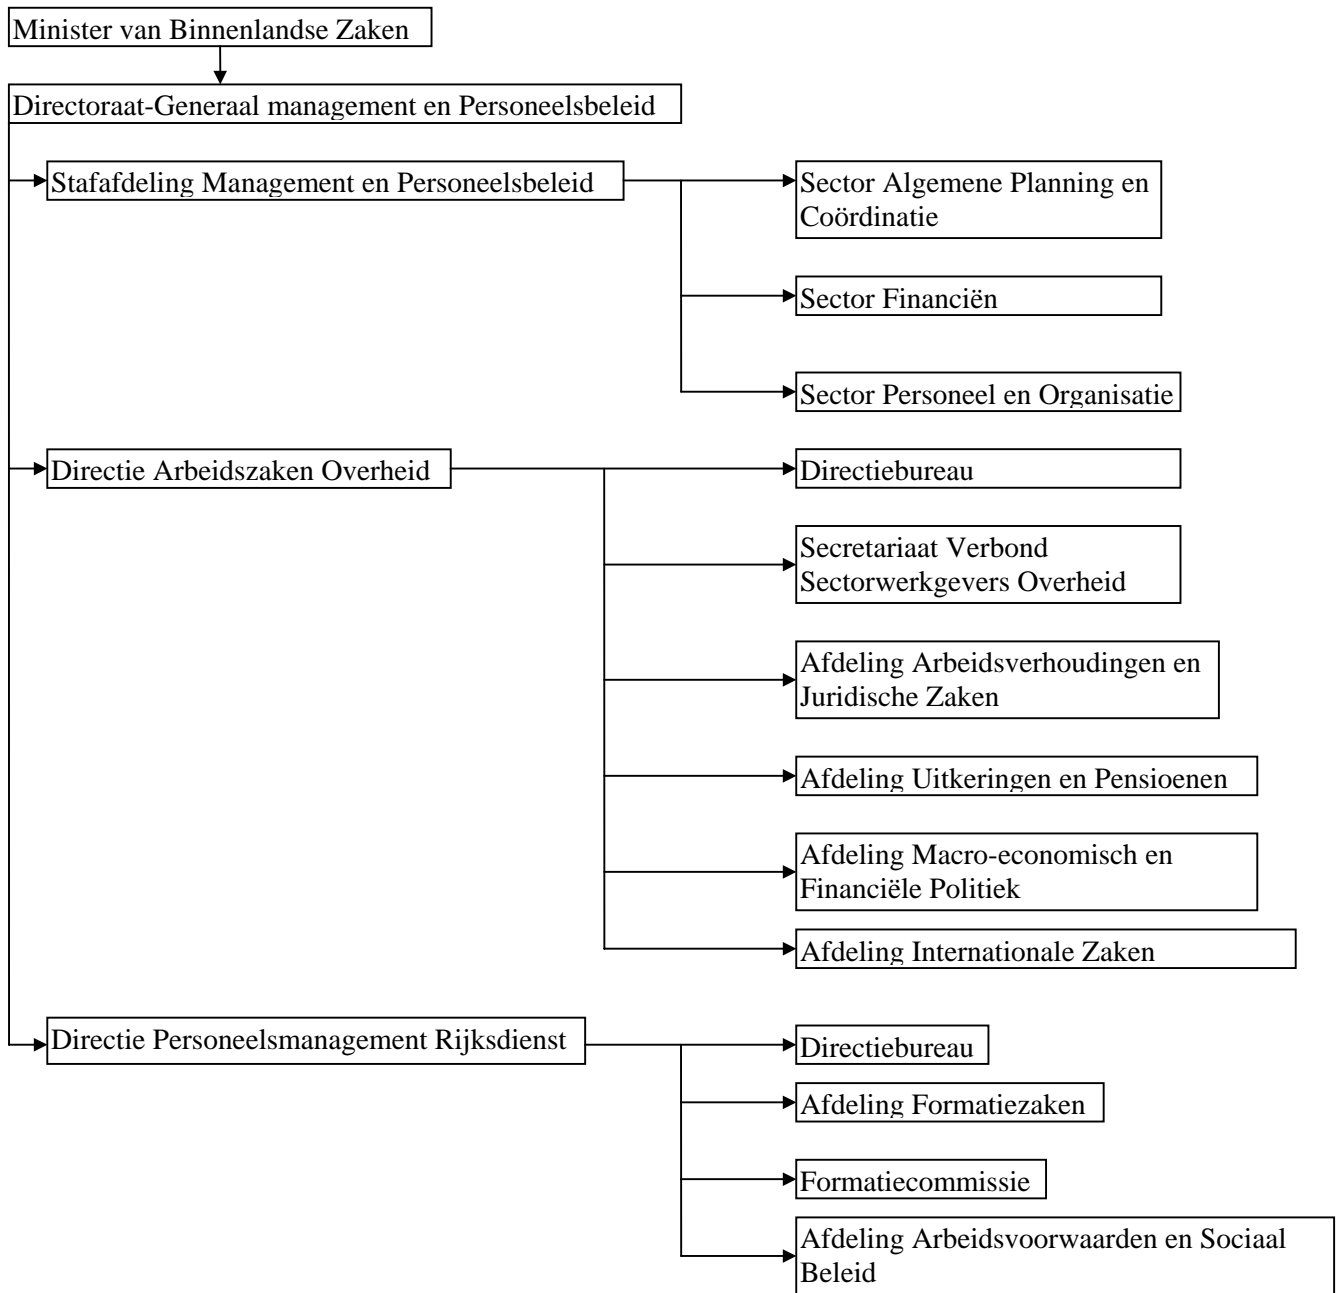 Minister van Binnenlandse Zaken
Directoraat-Generaal management en Personeelsbeleid
Stafafdeling Management en Personeelsbeleid
Sector Algemene Planning en
Coördinatie
Sector Financiën
Sector Personeel en Organisatie
Directie Arbeidszaken Overheid
Directiebureau
Secretariaat Verbond
Sectorwerkgevers Overheid
Afdeling Arbeidsverhoudingen en
Juridische Zaken
Afdeling Uitkeringen en Pensioenen
Afdeling Macro-economisch en
Financiële Politiek
Afdeling Internationale Zaken
Directie Personeelsmanagement Rijksdienst
Directiebureau
Afdeling Formatiezaken
Formatiecommissie
Afdeling Arbeidsvoorwaarden en Sociaal
Beleid